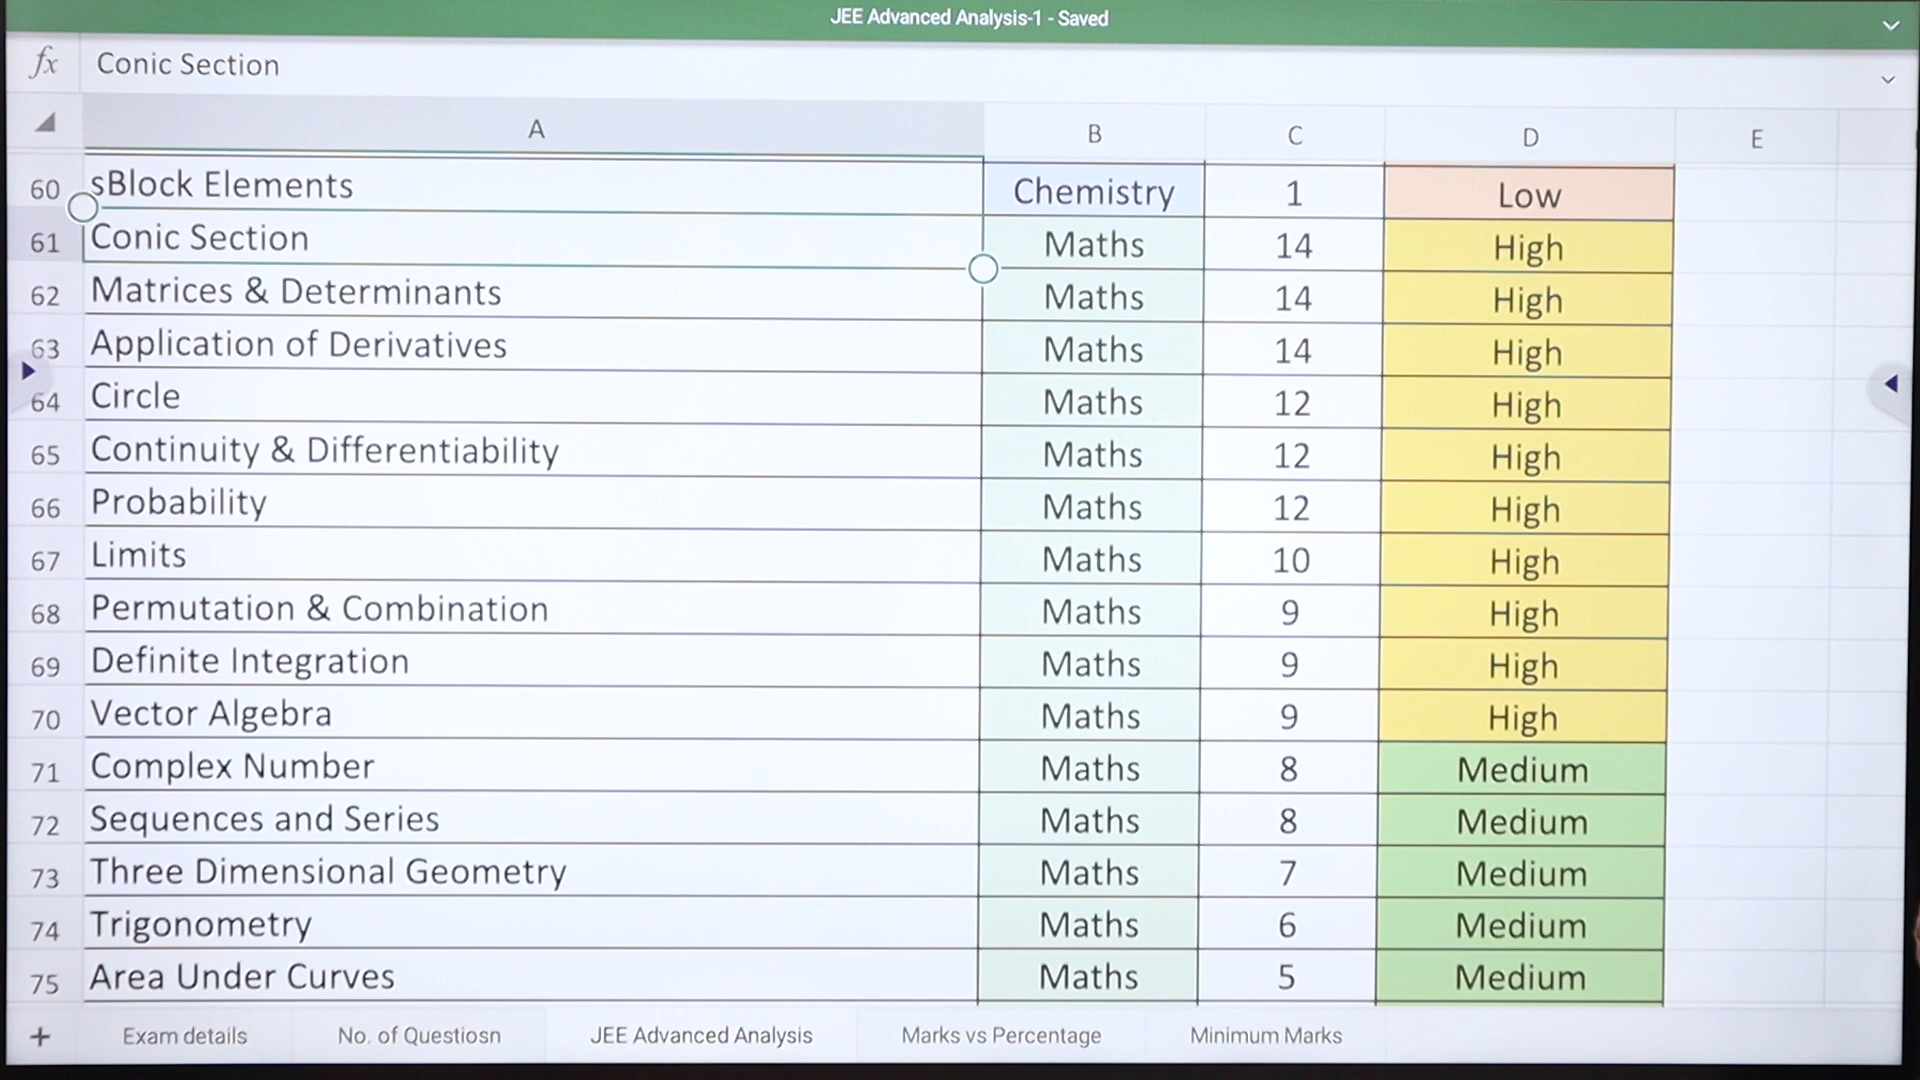 JEE Advanced Analysis-1 - Saved
fx Conic Section
A B C D E
60 sBlock Elements Chemistry 1 Low
61 Conic Section Maths 14 High
62 Matrices & Determinants Maths 14 High
63 Application of Derivatives Maths 14 High
64 Circle Maths 12 High
65 Continuity & Differentiability Maths 12 High
66 Probability Maths 12 High
67 Limits Maths 10 High
68 Permutation & Combination Maths 9 High
69 Definite Integration Maths 9 High
70 Vector Algebra Maths 9 High
71 Complex Number Maths 8 Medium
72 Sequences and Series Maths 8 Medium
73 Three Dimensional Geometry Maths 7 Medium
74 Trigonometry Maths 6 Medium
75 Area Under Curves Maths 5 Medium
+ Exam details No. of Questiosn JEE Advanced Analysis Marks vs Percentage Minimum Marks